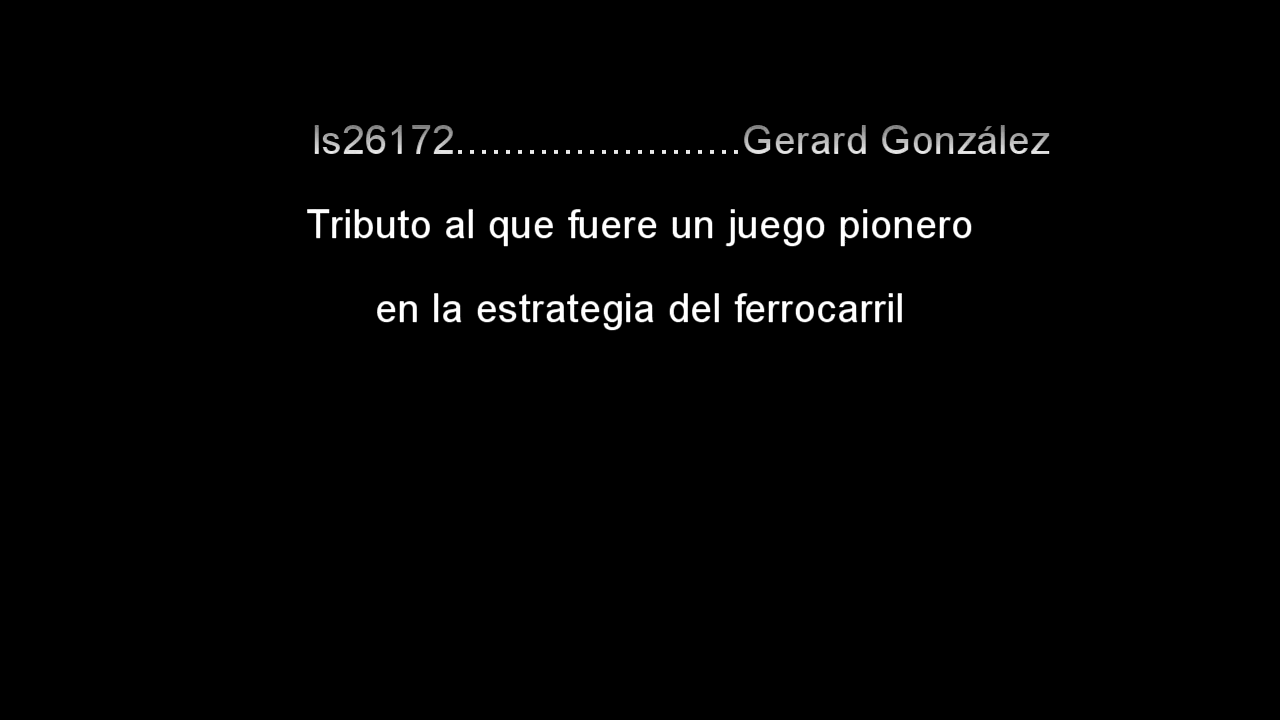 ls26172........................Gerard González
Tributo al que fuere un juego pionero
en la estrategia del ferrocarril